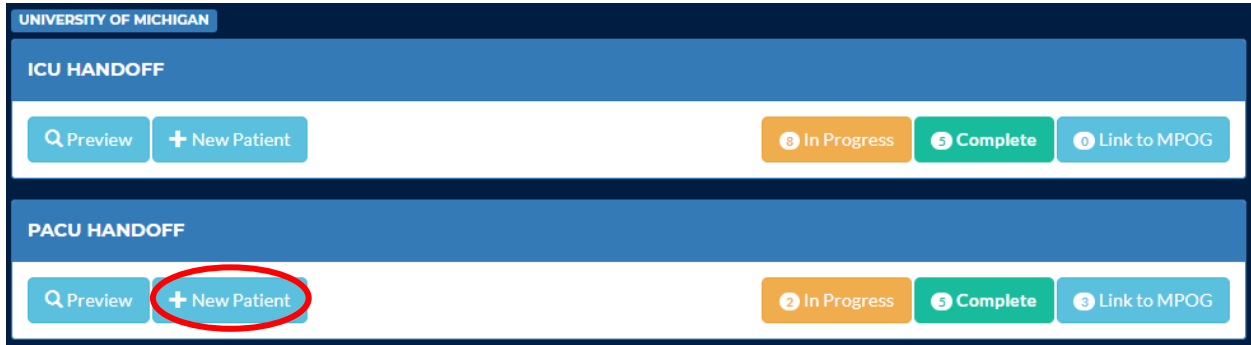 UNIVERSITY OF MICHIGAN
ICU HANDOFF
Preview + New Patient 8 In Progress 5 Complete 0 Link to MPOG
PACU HANDOFF
Preview + New Patient 2 In Progress 5 Complete 3 Link to MPOG